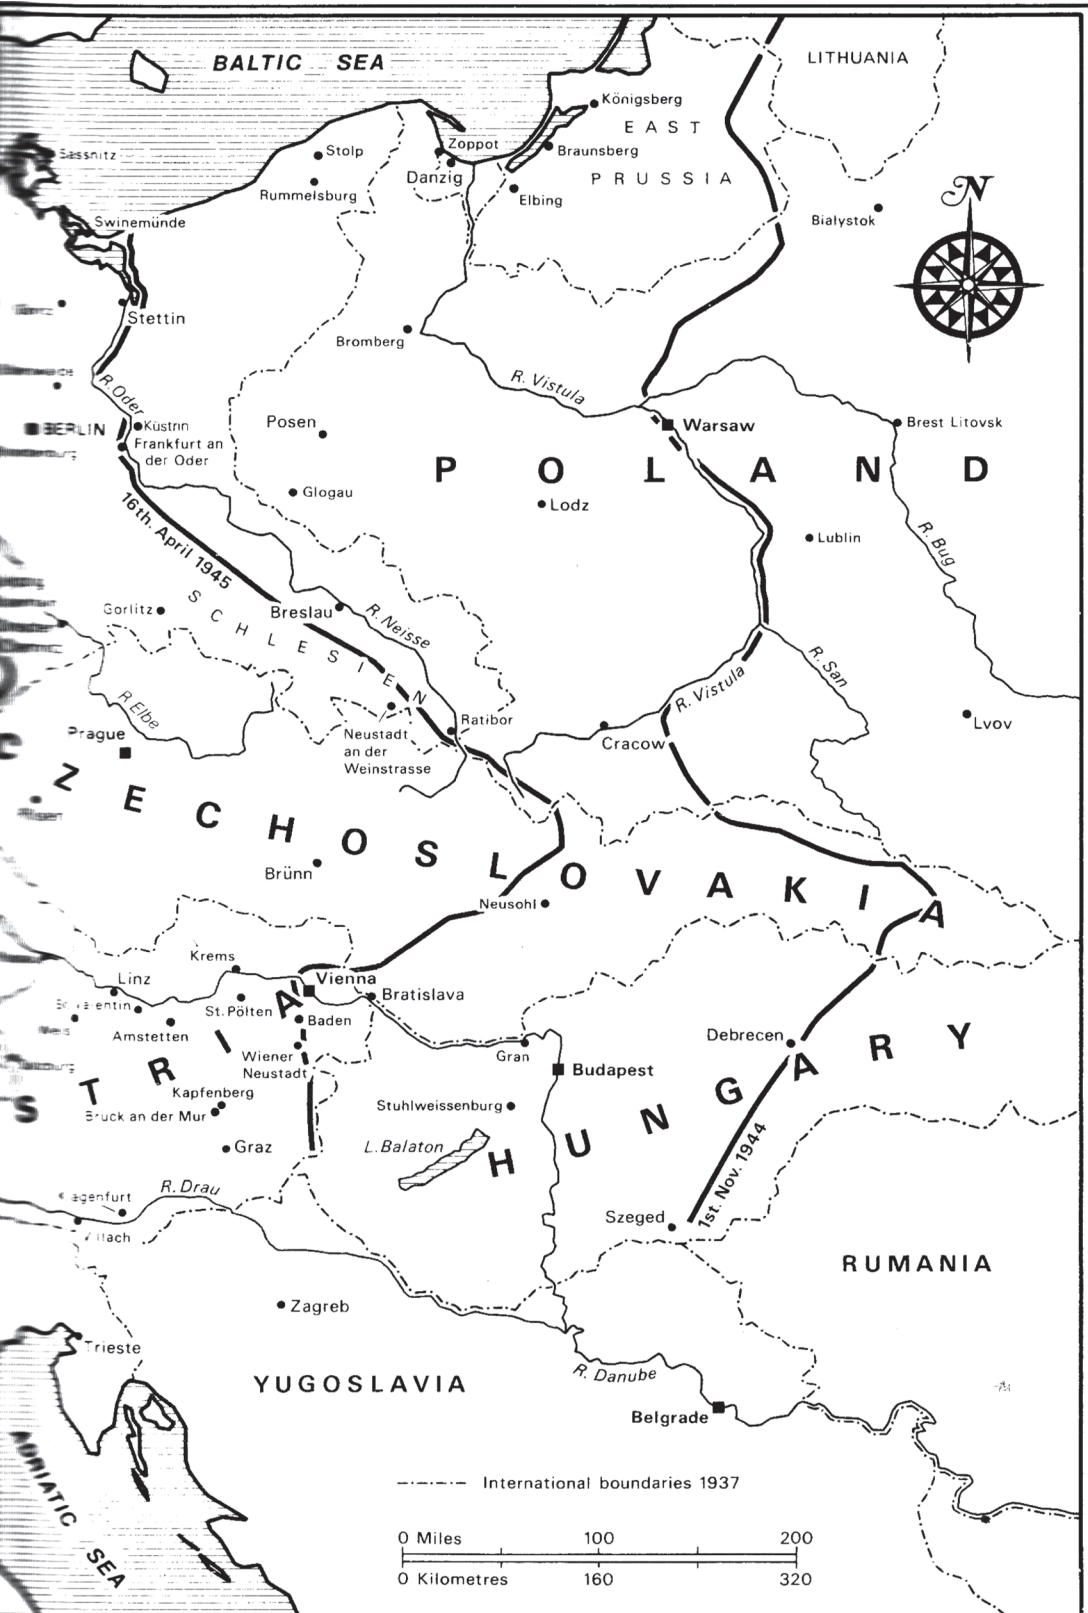 BALTIC SEA
LITHUANIA
Königsberg
EAST
PRUSSIA
Sassnitz
Stolp
Zoppot
Braunsberg
Danzig
Rummelsburg
Elbing
N
Swinemünde
Białystok
Stettin
Bromberg
R. Oder
R. Vistula
BERLIN
Küstrin
Posen
Warsaw
Brest Litovsk
Frankfurt an
der Oder
POLAND
Glogau
Lodz
16th. April 1945
Lublin
R. Bug
SCHLESIEN
Gorlitz
Breslau
R. Neisse
R. San
R. Vistula
R. Elbe
Prague
Neustadt
an der
Weinstrasse
Ratibor
Cracow
Lvov
CZECHOSLOVAKIA
Brünn
Neusohl
Krems
Linz
Vienna
Bratislava
St. Pölten
Amstetten
Baden
Wiener
Neustadt
STRIA
Gran
Debrecen
Budapest
HUNGARY
Kapfenberg
Bruck an der Mur
Stuhlweissenburg
Graz
L. Balaton
1st. Nov. 1944
R. Drau
Szeged
RUMANIA
Zagreb
Trieste
YUGOSLAVIA
R. Danube
Belgrade
ADRIATIC
SEA
International boundaries 1937
0 Miles 100 200
0 Kilometres 160 320